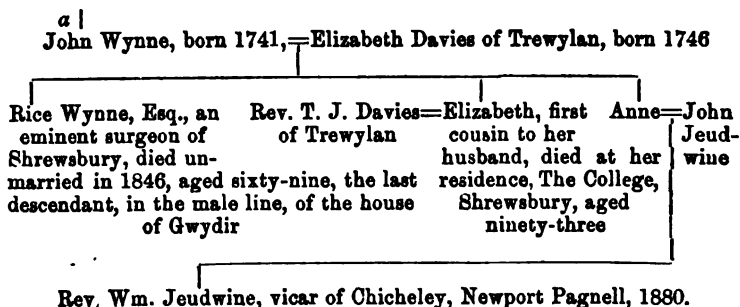 a
John Wynne, born 1741,=Elizabeth Davies of Trewylan, born 1746
Rice Wynne, Esq., an eminent surgeon of Shrewsbury, died un-
married in 1846, aged sixty-nine, the last
descendant, in the male line, of the house
of Gwydir
Rev. T. J. Davies=Elizabeth, first
of Trewylan
cousin to her
husband, died at her
residence, The College,
Shrewsbury, aged
ninety-three
Anne=John
Jeud-
wine
Rev. Wm. Jeudwine, vicar of Chicheley, Newport Pagnell, 1880.